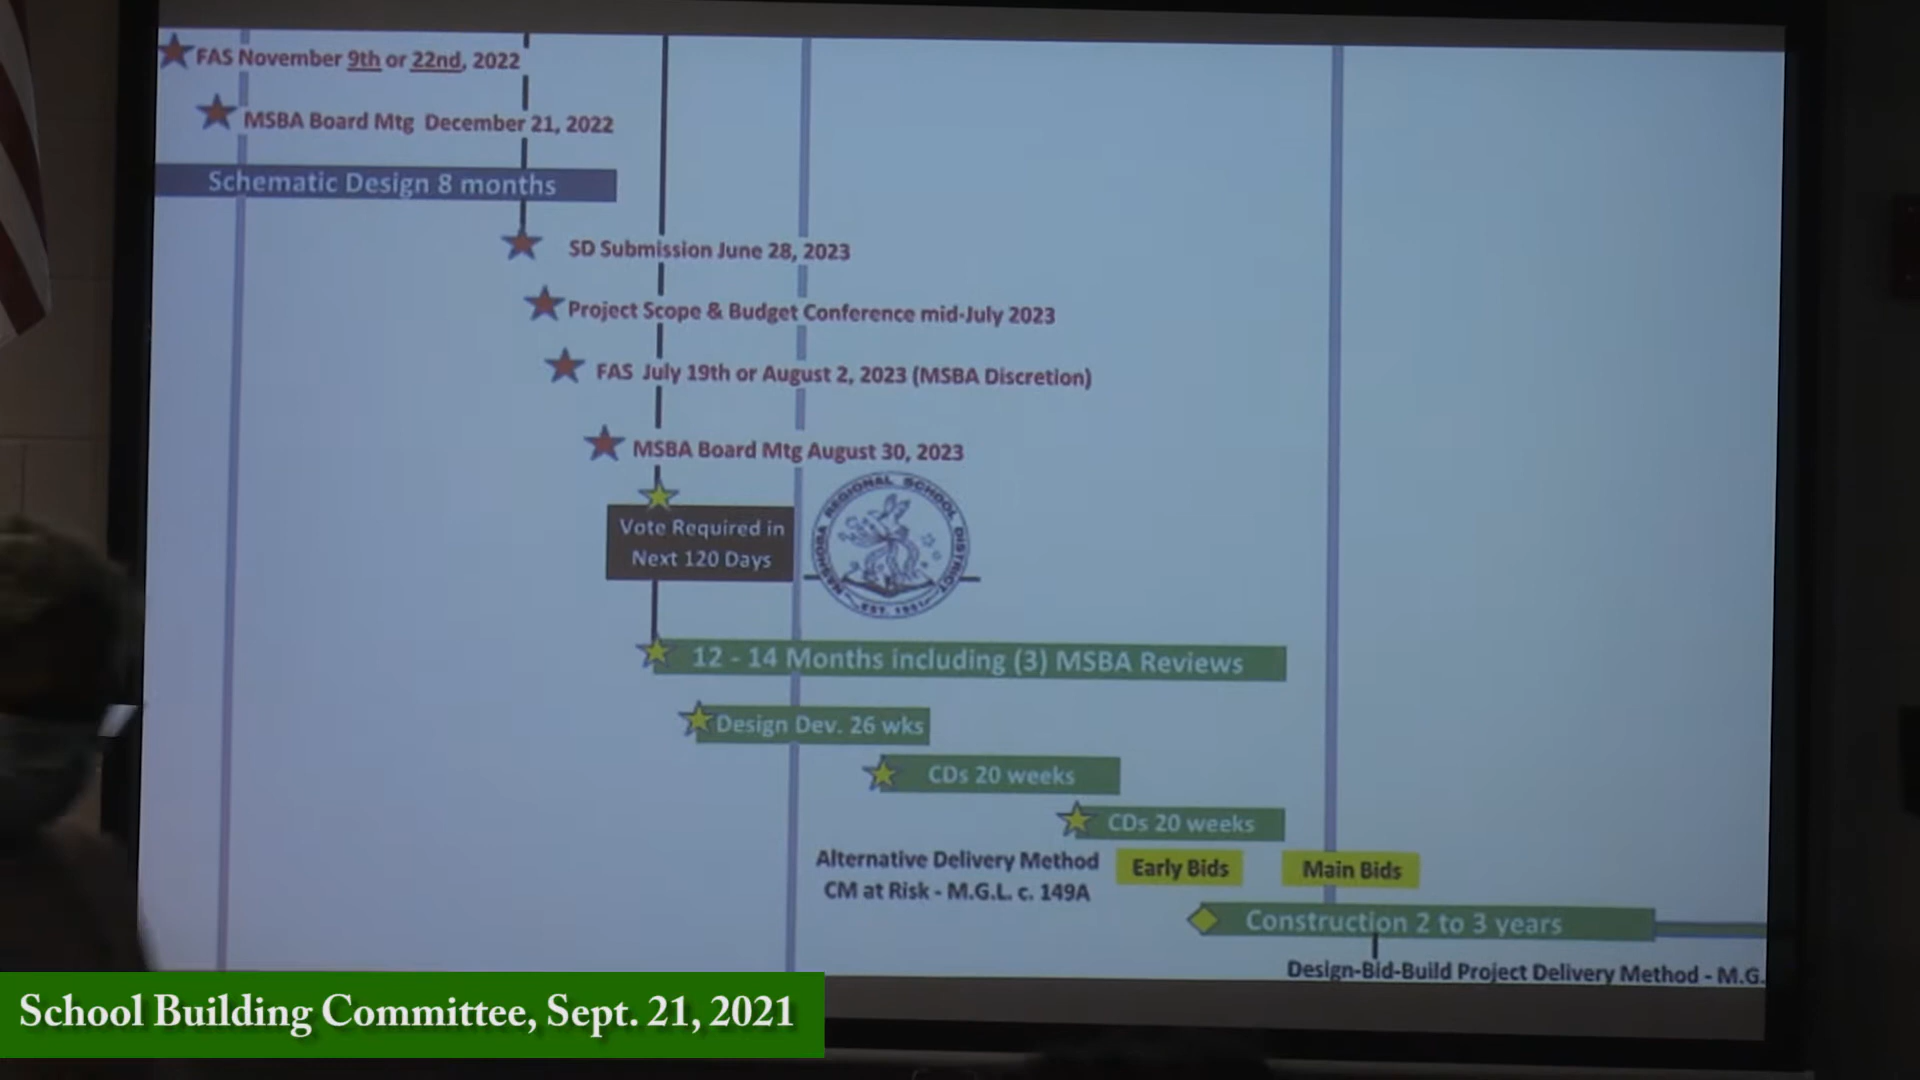 FAS November 9th or 22nd, 2022
MSBA Board Mtg December 21, 2022
Schematic Design 8 months
SD Submission June 28, 2023
Project Scope & Budget Conference mid-July 2023
FAS July 19th or August 2, 2023 (MSBA Discretion)
MSBA Board Mtg August 30, 2023
Vote Required in
Next 120 Days
NASHOBA REGIONAL SCHOOL DISTRICT
12 - 14 Months including (3) MSBA Reviews
Design Dev. 26 wks
CDs 20 weeks
CDs 20 weeks
Alternative Delivery Method
CM at Risk - M.G.L. c. 149A
Early Bids
Main Bids
Construction 2 to 3 years
Design-Bid-Build Project Delivery Method - M.G.
School Building Committee, Sept. 21, 2021